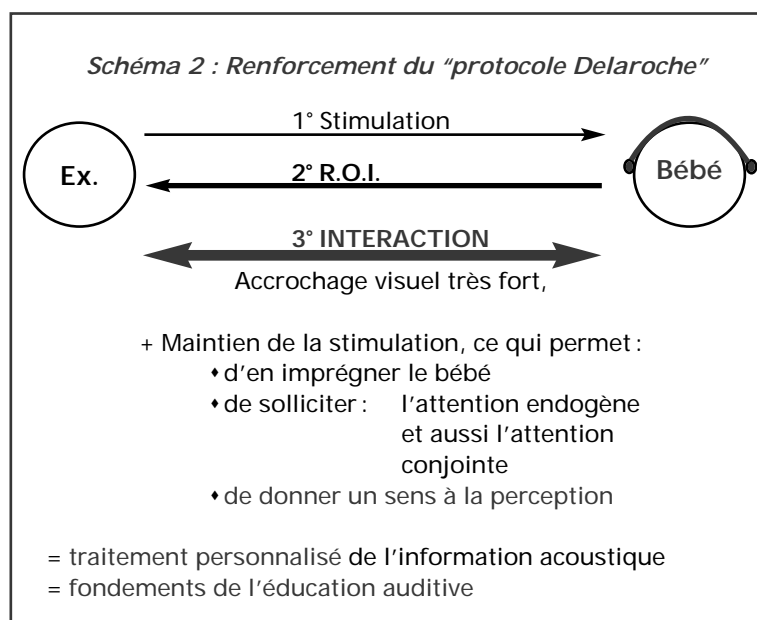 Schéma 2 : Renforcement du “protocole Delaroche”
1° Stimulation
Ex.
2° R.O.I.
Bébé
3° INTERACTION
Accrochage visuel très fort,
+ Maintien de la stimulation, ce qui permet :
♦ d’en imprégner le bébé
♦ de solliciter : l’attention endogène
et aussi l’attention
conjointe
♦ de donner un sens à la perception
= traitement personnalisé de l’information acoustique
= fondements de l’éducation auditive